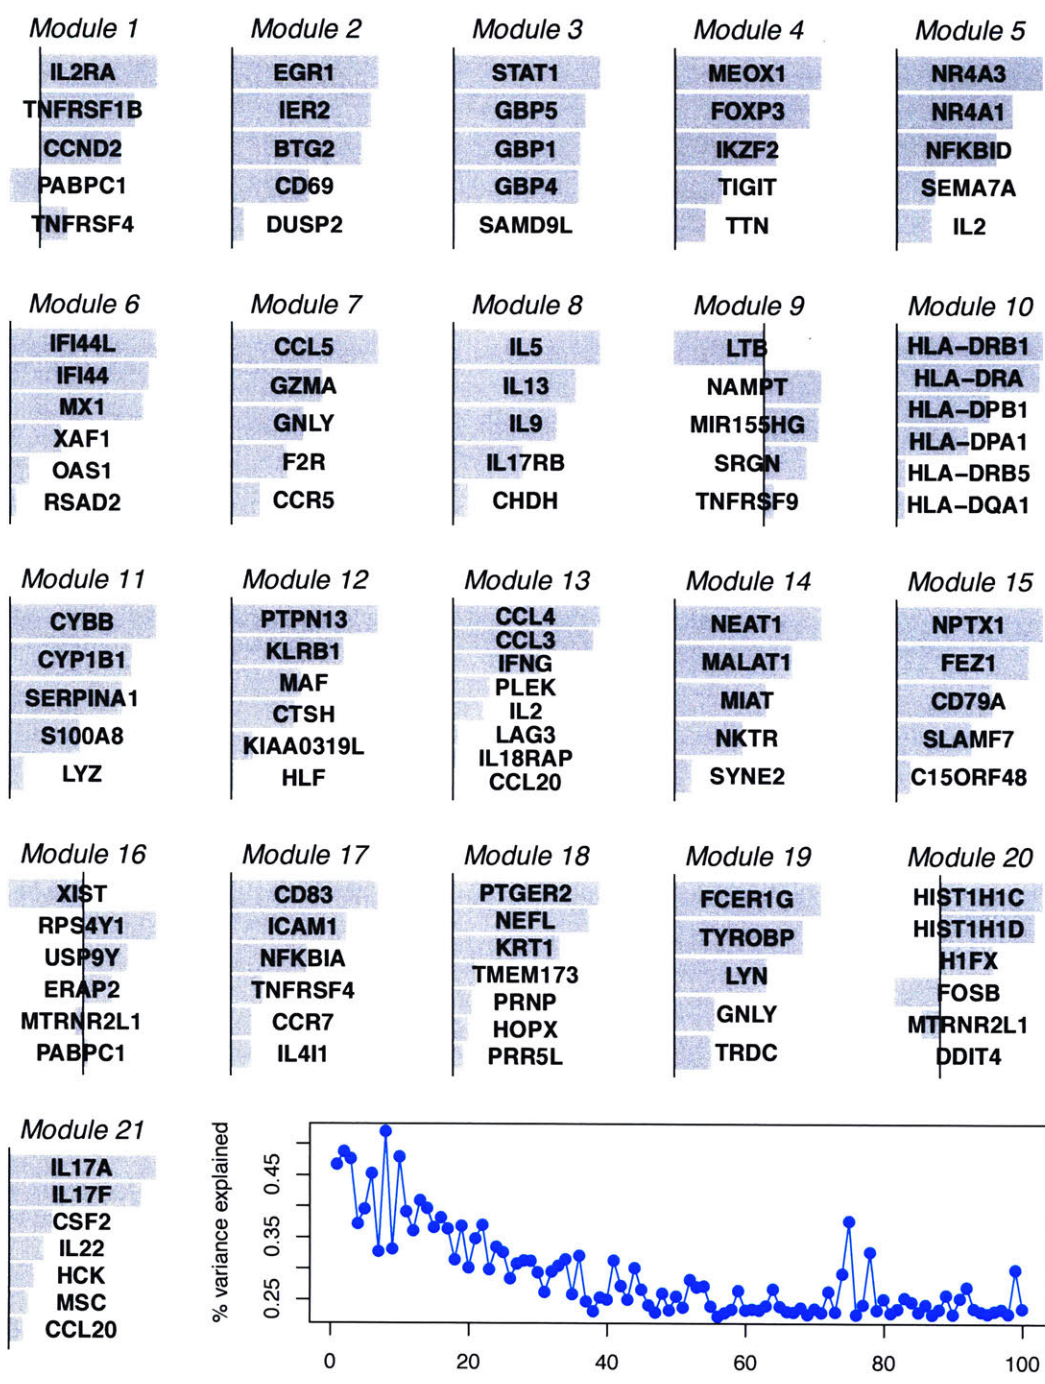 Module 1
IL2RA
TNFRSF1B
CCND2
PABPC1
TNFRSF4
Module 2
EGR1
IER2
BTG2
CD69
DUSP2
Module 3
STAT1
GBP5
GBP1
GBP4
SAMD9L
Module 4
MEOX1
FOXP3
IKZF2
TIGIT
TTN
Module 5
NR4A3
NR4A1
NFKBID
SEMA7A
IL2
Module 6
IFI44L
IFI44
MX1
XAF1
OAS1
RSAD2
Module 7
CCL5
GZMA
GNLY
F2R
CCR5
Module 8
IL5
IL13
IL9
IL17RB
CHDH
Module 9
LTB
NAMPT
MIR155HG
SRGN
TNFRSF9
Module 10
HLA–DRB1
HLA–DRA
HLA–DPB1
HLA–DPA1
HLA–DRB5
HLA–DQA1
Module 11
CYBB
CYP1B1
SERPINA1
S100A8
LYZ
Module 12
PTPN13
KLRB1
MAF
CTSH
KIAA0319L
HLF
Module 13
CCL4
CCL3
IFNG
PLEK
IL2
LAG3
IL18RAP
CCL20
Module 14
NEAT1
MALAT1
MIAT
NKTR
SYNE2
Module 15
NPTX1
FEZ1
CD79A
SLAMF7
C15ORF48
Module 16
XIST
RPS4Y1
USP9Y
ERAP2
MTRNR2L1
PABPC1
Module 17
CD83
ICAM1
NFKBIA
TNFRSF4
CCR7
IL4I1
Module 18
PTGER2
NEFL
KRT1
TMEM173
PRNP
HOPX
PRR5L
Module 19
FCER1G
TYROBP
LYN
GNLY
TRDC
Module 20
HIST1H1C
HIST1H1D
H1FX
FOSB
MTRNR2L1
DDIT4
Module 21
IL17A
IL17F
CSF2
IL22
HCK
MSC
CCL20
% variance explained
0.45
0.35
0.25
0 20 40 60 80 100